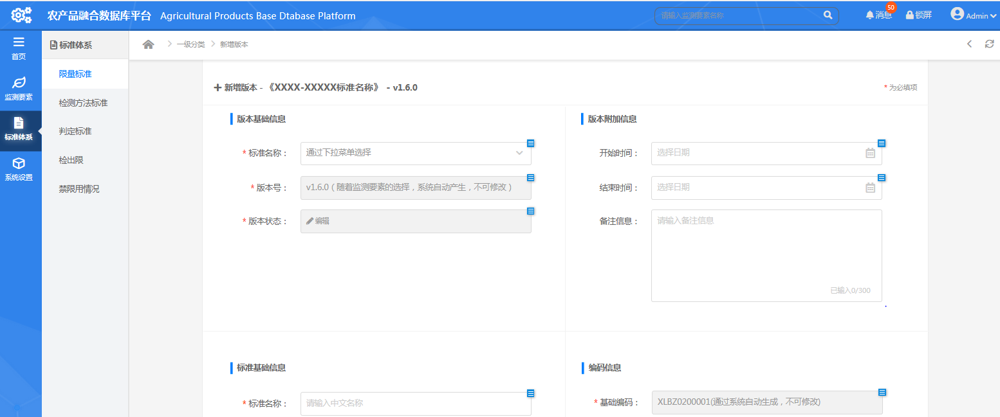 农产品融合数据库平台 Agricultural Products Base Dtabase Platform
请输入监测要素名称
消息 50
锁屏
Admin
首页
监测要素
标准体系
系统设置
标准体系
限量标准
检测方法标准
判定标准
检出限
禁限用情况
一级分类 新增版本
新增版本 - 《XXXX-XXXXX标准名称》 - v1.6.0
* 为必填项
版本基础信息
* 标准名称： 通过下拉菜单选择
* 版本号： v1.6.0（随着监测要素的选择，系统自动产生，不可修改）
* 版本状态： 编辑
版本附加信息
开始时间： 选择日期
结束时间： 选择日期
备注信息： 请输入备注信息
已输入0/300
标准基础信息
* 标准名称： 请输入中文名称
编码信息
* 基础编码： XLBZ0200001(通过系统自动生成，不可修改)